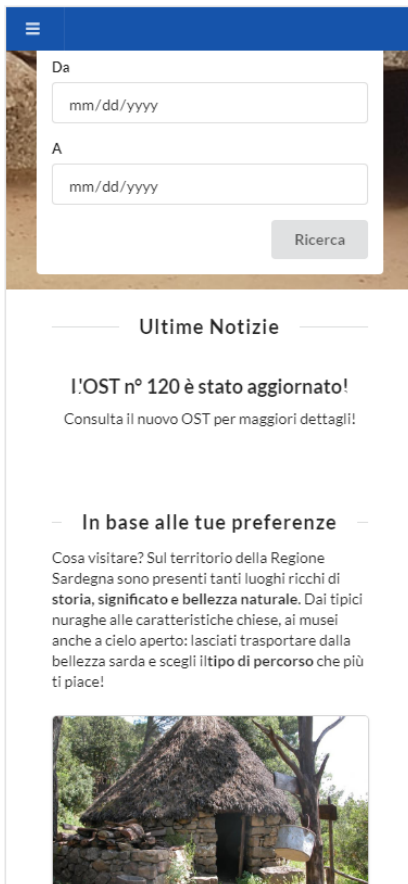 Da
mm/dd/yyyy
A
mm/dd/yyyy
Ricerca
Ultime Notizie
L'OST n° 120 è stato aggiornato!
Consulta il nuovo OST per maggiori dettagli!
In base alle tue preferenze
Cosa visitare? Sul territorio della Regione
Sardegna sono presenti tanti luoghi ricchi di
storia, significato e bellezza naturale. Dai tipici
nuraghe alle caratteristiche chiese, ai musei
anche a cielo aperto: lasciati trasportare dalla
bellezza sarda e scegli iltipo di percorso che più
ti piace!